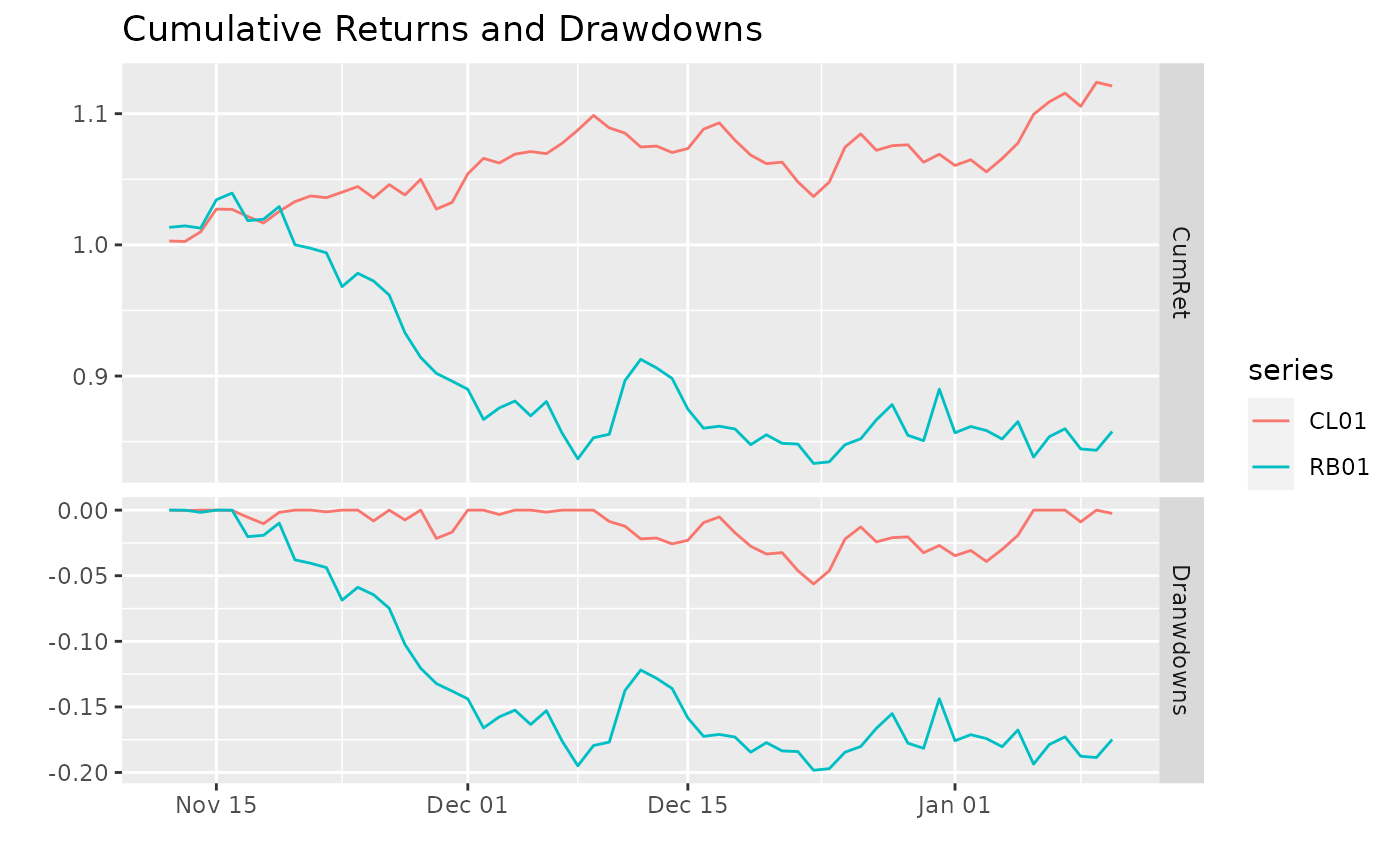 Cumulative Returns and Drawdowns
1.1
1.0
0.9
CumRet
0.00
-0.05
-0.10
-0.15
-0.20
Dranwdowns
Nov 15
Dec 01
Dec 15
Jan 01
series
CL01
RB01